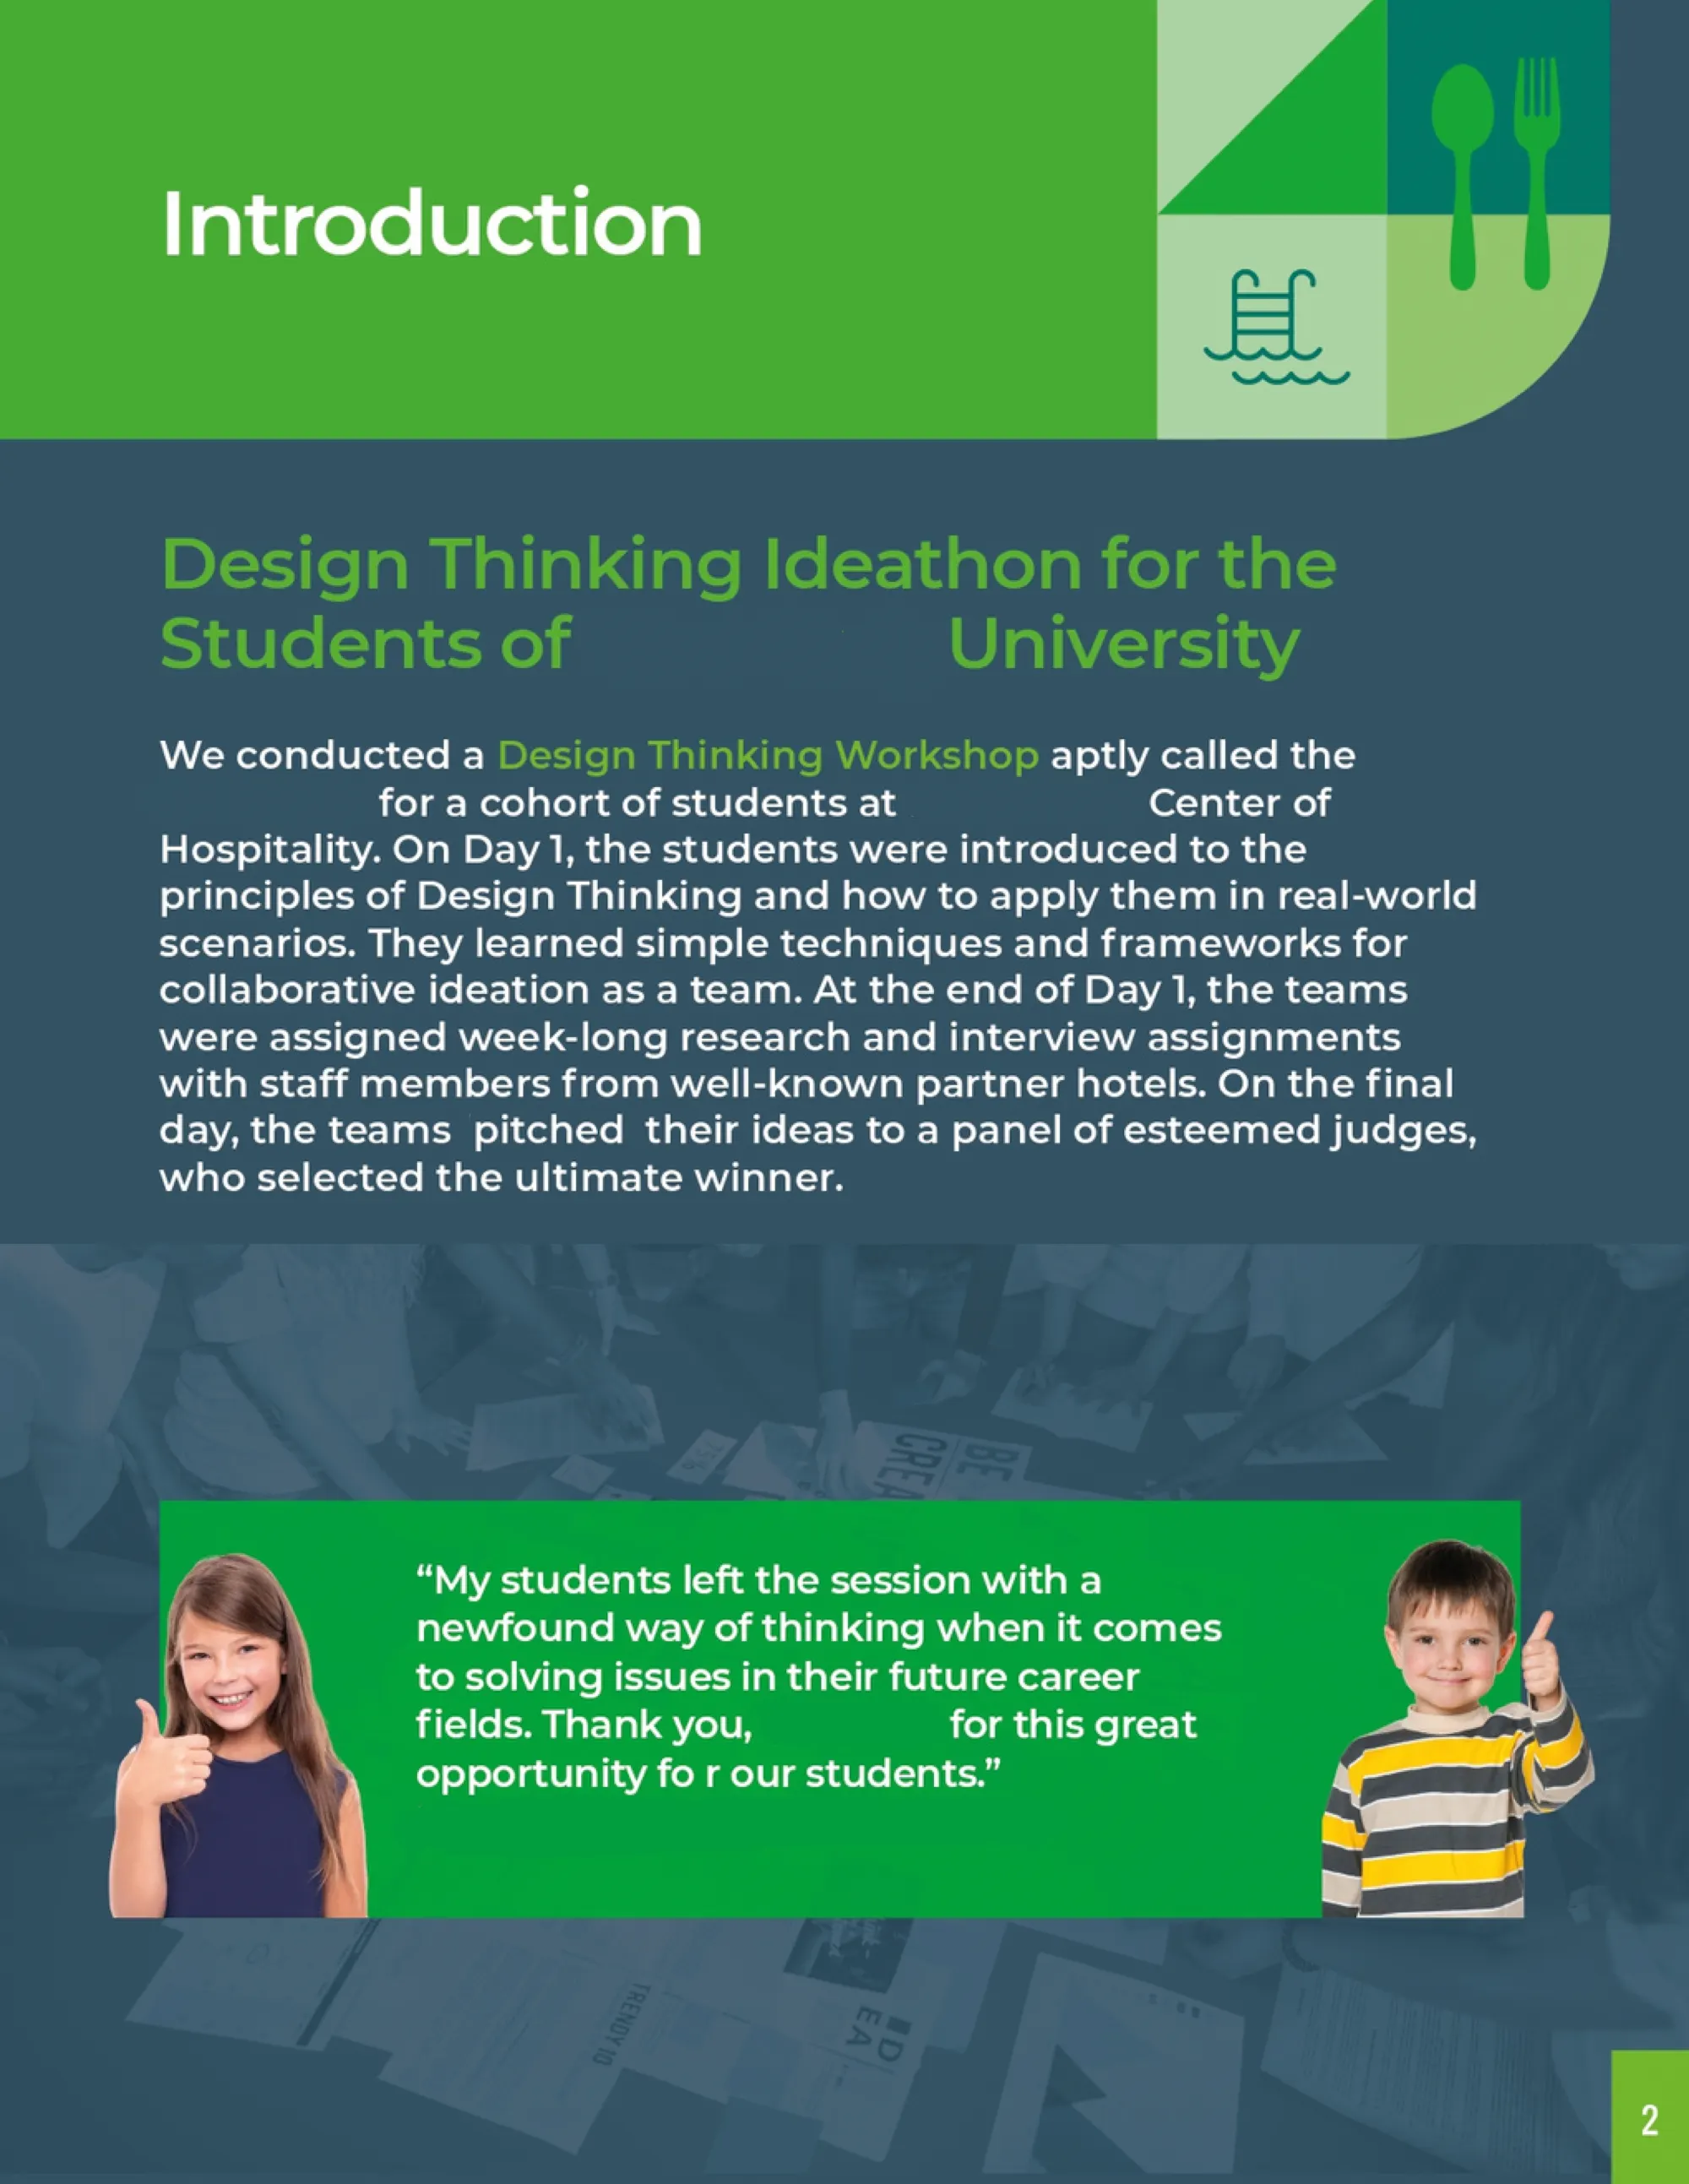 Introduction
Design Thinking Ideathon for the
Students of University
We conducted a Design Thinking Workshop aptly called the
for a cohort of students at Center of
Hospitality. On Day 1, the students were introduced to the
principles of Design Thinking and how to apply them in real-world
scenarios. They learned simple techniques and frameworks for
collaborative ideation as a team. At the end of Day 1, the teams
were assigned week-long research and interview assignments
with staff members from well-known partner hotels. On the final
day, the teams pitched their ideas to a panel of esteemed judges,
who selected the ultimate winner.
BE
CREA
“My students left the session with a
newfound way of thinking when it comes
to solving issues in their future career
fields. Thank you, for this great
opportunity fo r our students.”
TRENDY 10
ID
EA
2